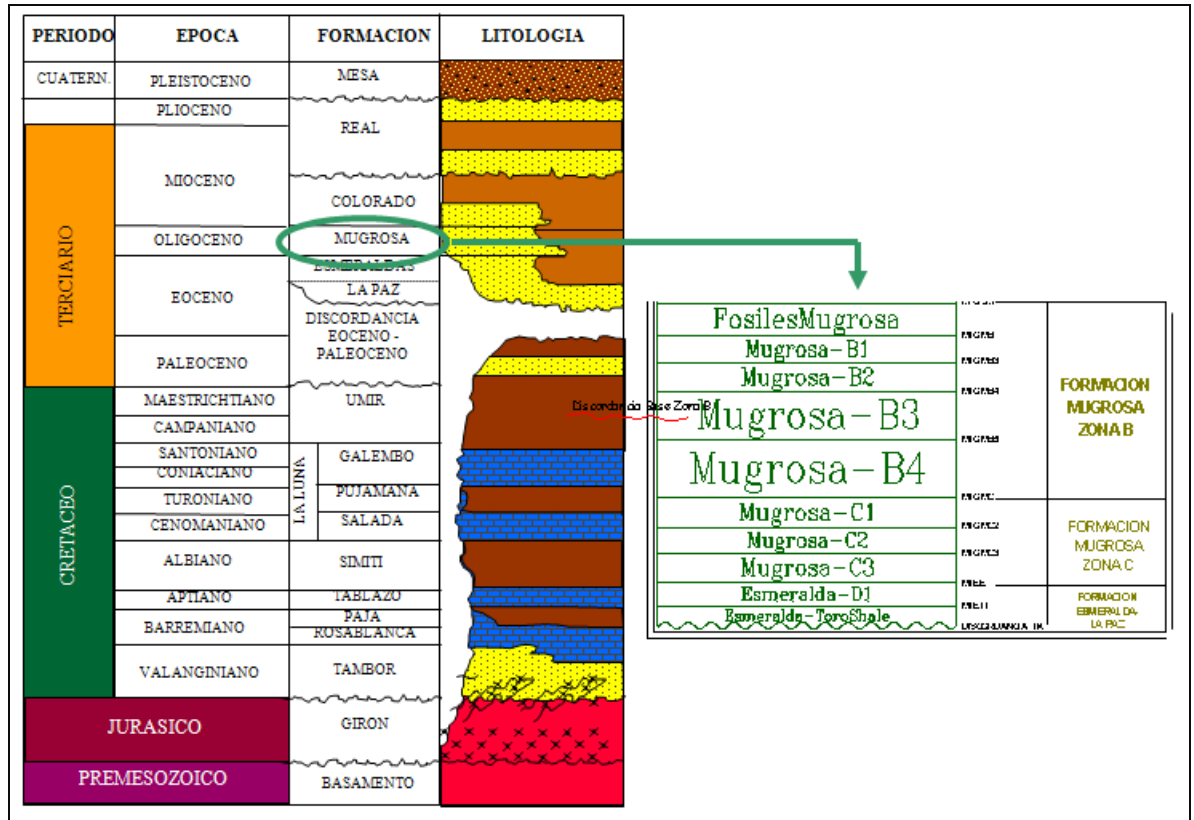 PERIODO EPOCA FORMACION LITOLOGIA
CUATERN. PLEISTOCENO MESA
PLIOCENO
REAL
MIOCENO
COLORADO
TERCIARIO
OLIGOCENO MUGROSA
ESMERALDAS
EOCENO
LA PAZ
DISCORDANCIA
EOCENO -
PALEOCENO
PALEOCENO
CRETACEO
MAESTRICHTIANO UMIR
CAMPANIANO
SANTONIANO GALEMBO
CONIACIANO
LA LUNA
TURONIANO PUJAMANA
CENOMANIANO SALADA
ALBIANO SIMITI
APTIANO TABLAZO
PAJA
BARREMIANO
ROSABLANCA
VALANGINIANO TAMBOR
JURASICO GIRON
PREMESOZOICO BASAMENTO
Discordancia Base Zona B
FosilesMugrosa
Mugrosa-B1
Mugrosa-B2
Mugrosa-B3
Mugrosa-B4
Mugrosa-C1
Mugrosa-C2
Mugrosa-C3
Esmeralda-D1
Esmeralda-ToroShale
FORMACION
MUGROSA
ZONA B
FORMACION
MUGROSA
ZONA C
FORMACION
ESMERALDA
LA PAZ